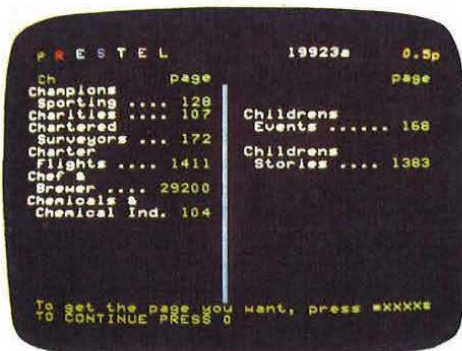 PRESTEL 19923a 0.5p
Ch page
Champions
Sporting .... 128
Charities .... 107
Chartered
Surveyors ... 172
Charter
Flights .... 1411
Chef &
Brewer .... 29200
Chemicals &
Chemical Ind. 104
page
Childrens
Events ...... 168
Childrens
Stories .... 1383
To get the page you want, press *XXXXX#
TO CONTINUE PRESS 0